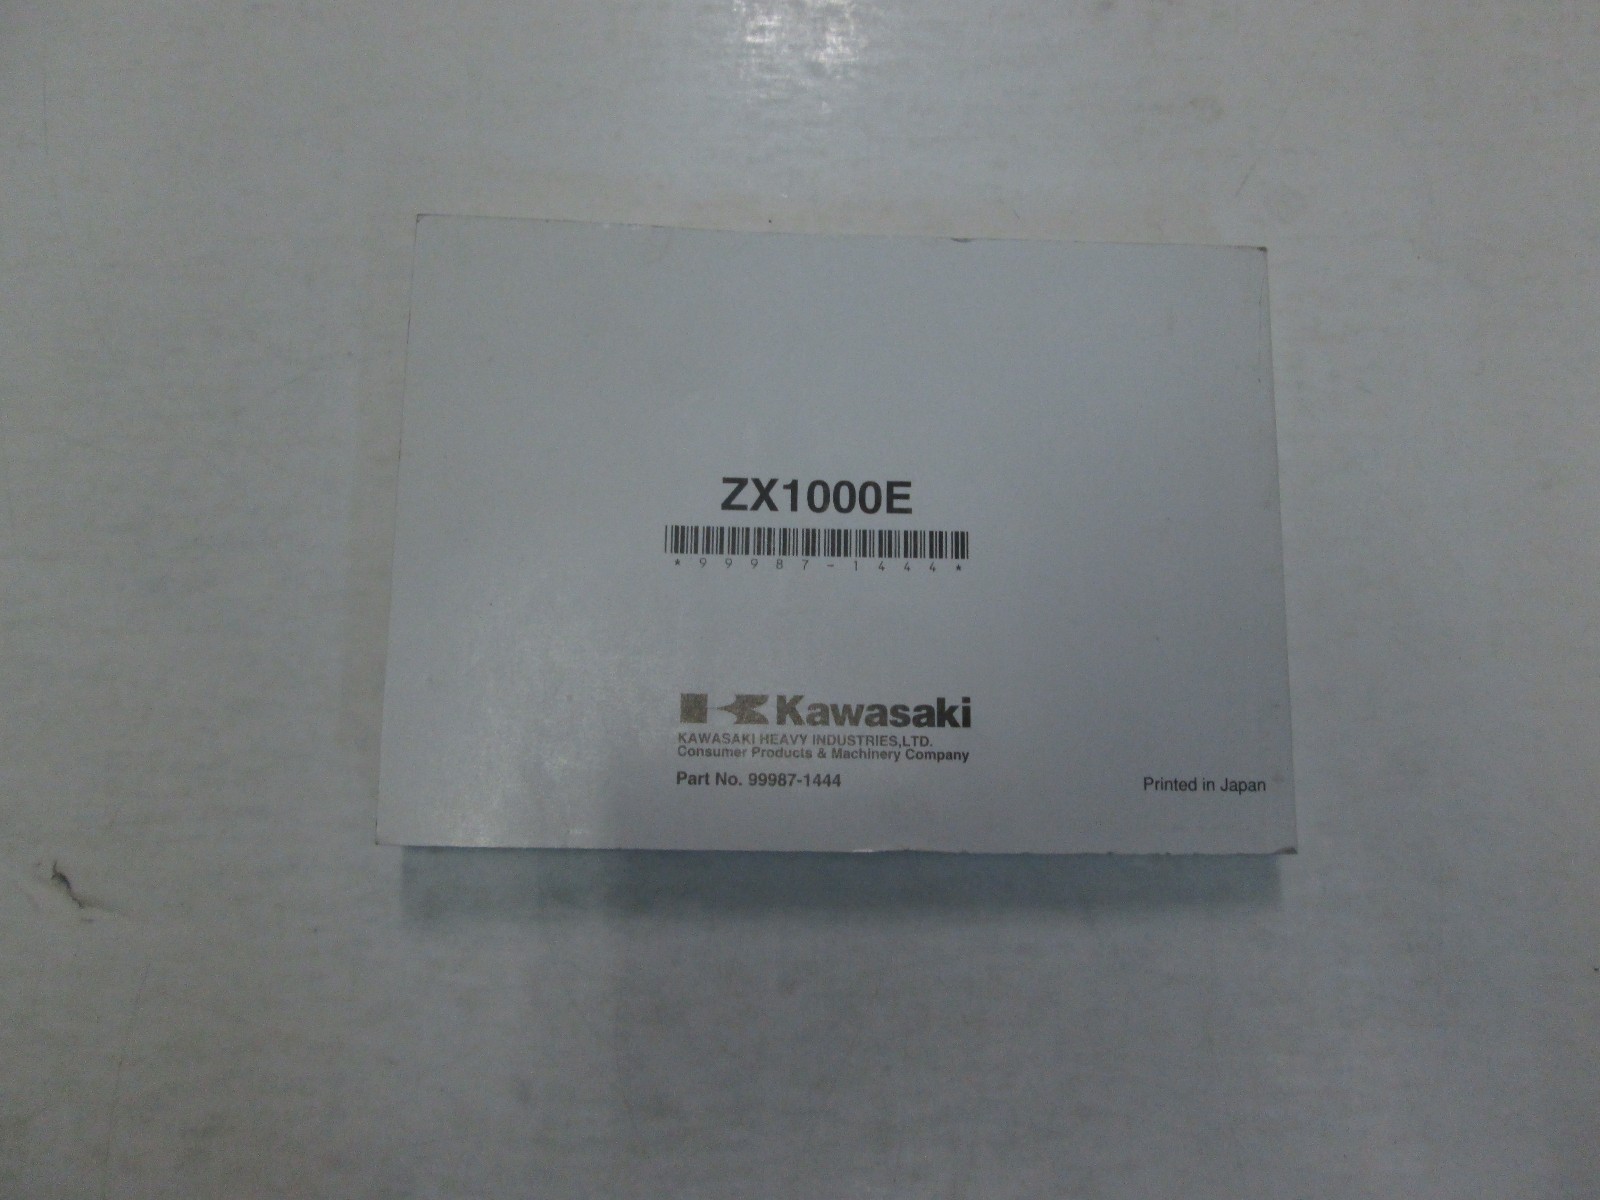 ZX1000E
*99987-1444*
Kawasaki
KAWASAKI HEAVY INDUSTRIES,LTD.
Consumer Products & Machinery Company
Part No. 99987-1444
Printed in Japan